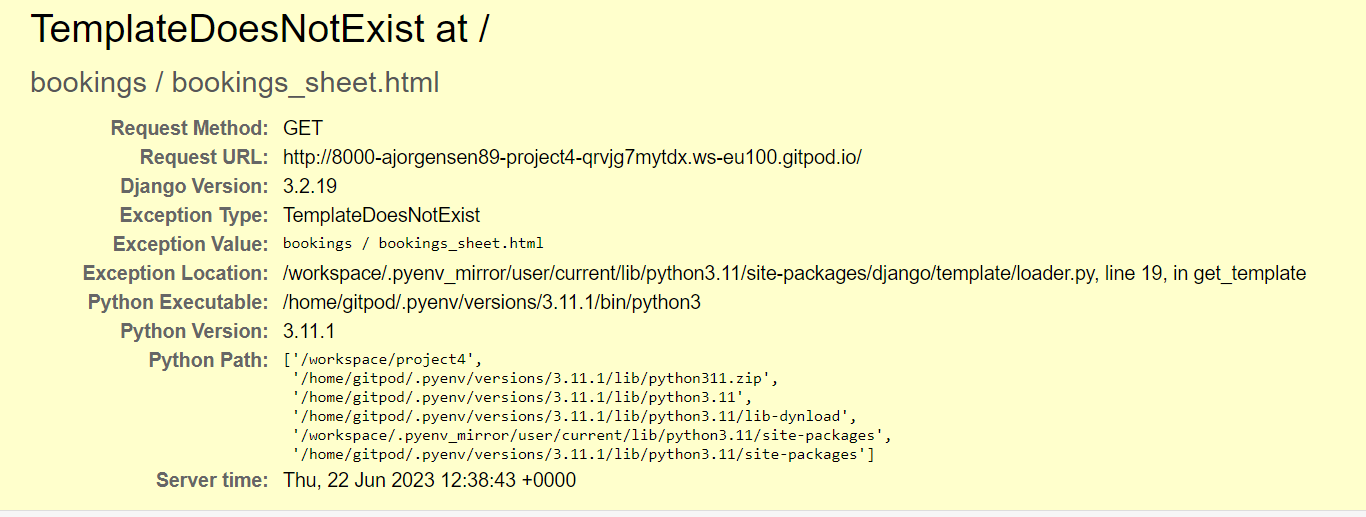 TemplateDoesNotExist at /
bookings / bookings_sheet.html
Request Method: GET
Request URL: http://8000-ajorgensen89-project4-qrvjg7mytdx.ws-eu100.gitpod.io/
Django Version: 3.2.19
Exception Type: TemplateDoesNotExist
Exception Value: bookings / bookings_sheet.html
Exception Location: /workspace/.pyenv_mirror/user/current/lib/python3.11/site-packages/django/template/loader.py, line 19, in get_template
Python Executable: /home/gitpod/.pyenv/versions/3.11.1/bin/python3
Python Version: 3.11.1
Python Path: ['/workspace/project4',
'/home/gitpod/.pyenv/versions/3.11.1/lib/python311.zip',
'/home/gitpod/.pyenv/versions/3.11.1/lib/python3.11',
'/home/gitpod/.pyenv/versions/3.11.1/lib/python3.11/lib-dynload',
'/workspace/.pyenv_mirror/user/current/lib/python3.11/site-packages',
'/home/gitpod/.pyenv/versions/3.11.1/lib/python3.11/site-packages']
Server time: Thu, 22 Jun 2023 12:38:43 +0000